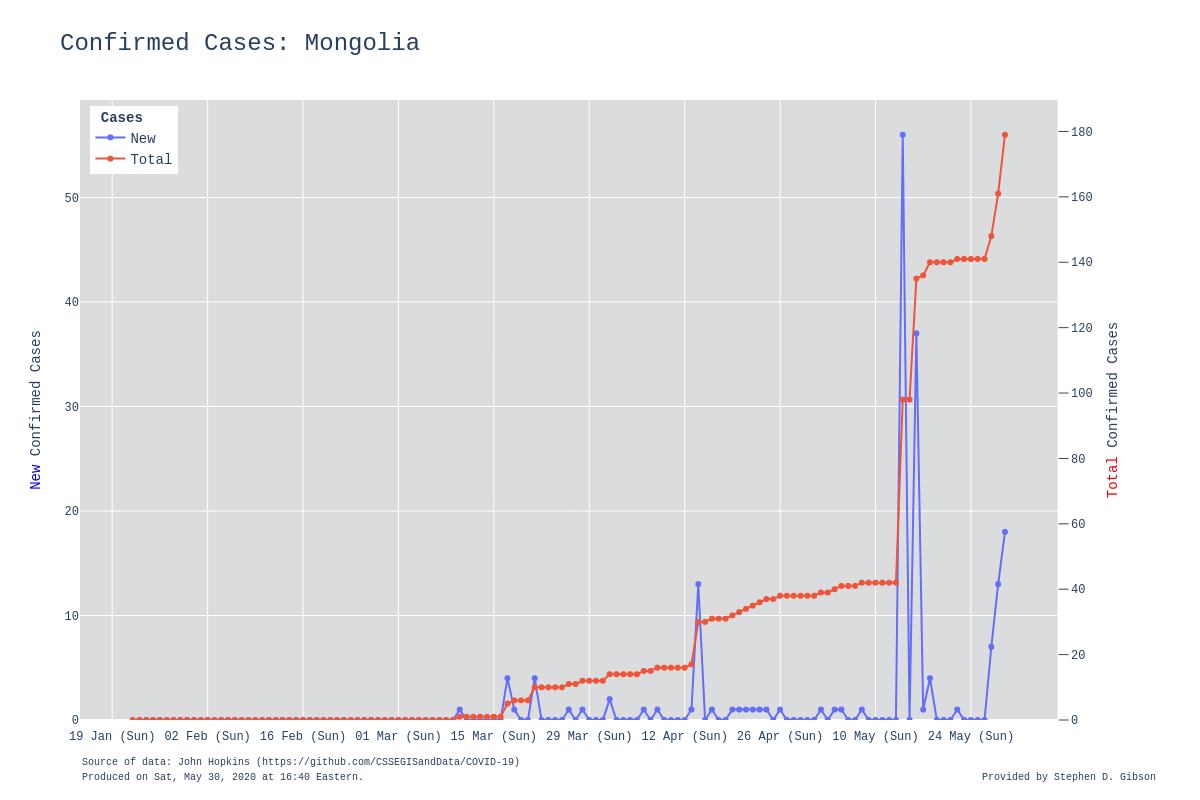 Confirmed Cases: Mongolia
Cases
New
Total
50
40
30
20
10
0
New Confirmed Cases
180
160
140
120
100
80
60
40
20
0
Total Confirmed Cases
19 Jan (Sun) 02 Feb (Sun) 16 Feb (Sun) 01 Mar (Sun) 15 Mar (Sun) 29 Mar (Sun) 12 Apr (Sun) 26 Apr (Sun) 10 May (Sun) 24 May (Sun)
Source of data: John Hopkins (https://github.com/CSSEGISandData/COVID-19)
Produced on Sat, May 30, 2020 at 16:40 Eastern.
Provided by Stephen D. Gibson